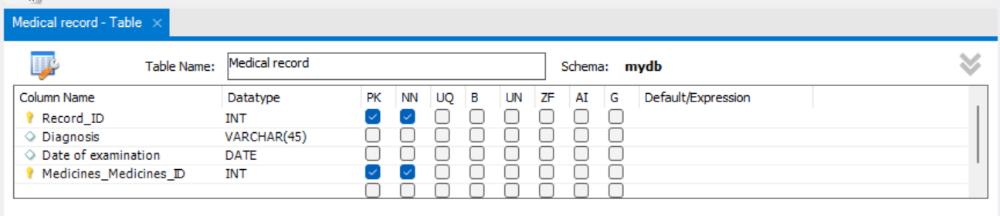 Medical record - Table ×
Table Name: Medical record Schema: mydb
Column Name Datatype PK NN UQ B UN ZF AI G Default/Expression
Record_ID INT
Diagnosis VARCHAR(45)
Date of examination DATE
Medicines_Medicines_ID INT